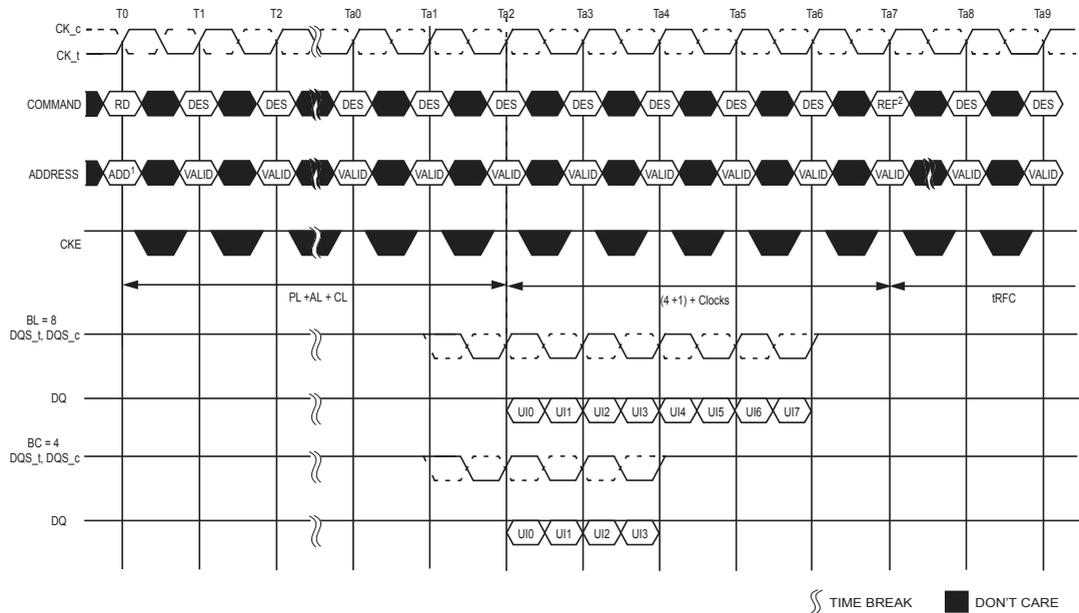 T0 T1 T2 Ta0 Ta1 Ta2 Ta3 Ta4 Ta5 Ta6 Ta7 Ta8 Ta9
CK_c
CK_t
COMMAND RD DES DES DES DES DES DES DES DES DES REF2 DES DES
ADDRESS ADD1 VALID VALID VALID VALID VALID VALID VALID VALID VALID VALID VALID VALID
CKE
PL +AL + CL (4 +1) + Clocks tRFC
BL = 8
DQS_t, DQS_c
DQ UI0 UI1 UI2 UI3 UI4 UI5 UI6 UI7
BC = 4
DQS_t, DQS_c
DQ UI0 UI1 UI2 UI3
TIME BREAK DON'T CARE